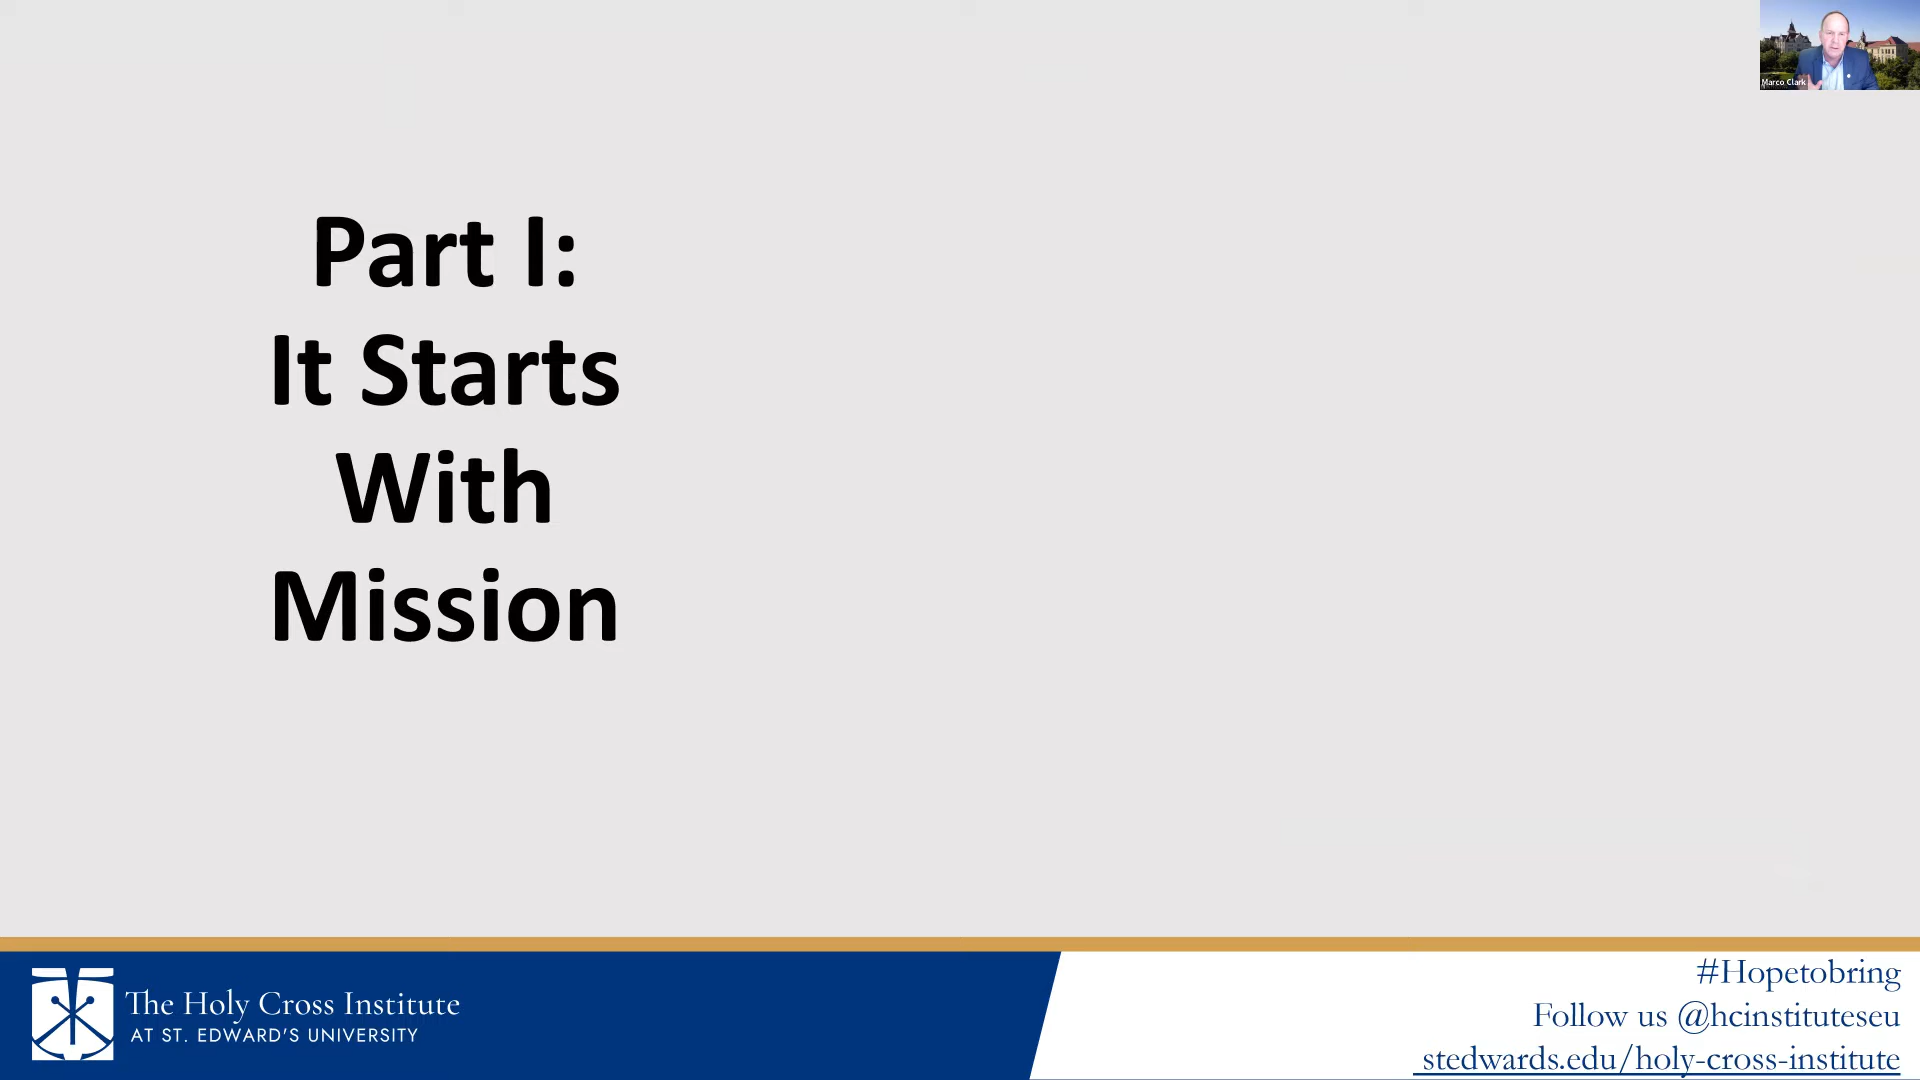 Marco Clark
Part I:
It Starts
With
Mission
The Holy Cross Institute
AT ST. EDWARD'S UNIVERSITY
#Hopetobring
Follow us @hcinstituteseu
stedwards.edu/holy-cross-institute